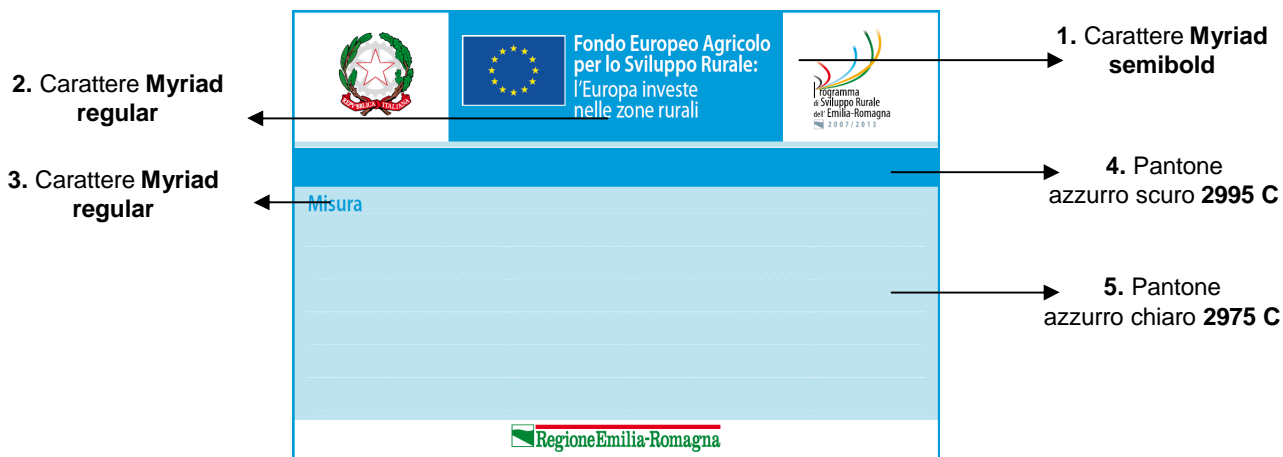 1. Carattere Myriad
semibold
2. Carattere Myriad
regular
3. Carattere Myriad
regular
4. Pantone
azzurro scuro 2995 C
5. Pantone
azzurro chiaro 2975 C
REPVBBLICA ITALIANA
Fondo Europeo Agricolo
per lo Sviluppo Rurale:
l'Europa investe
nelle zone rurali
Programma
di Sviluppo Rurale
dell' Emilia-Romagna
2007/2013
Misura
RegioneEmilia-Romagna